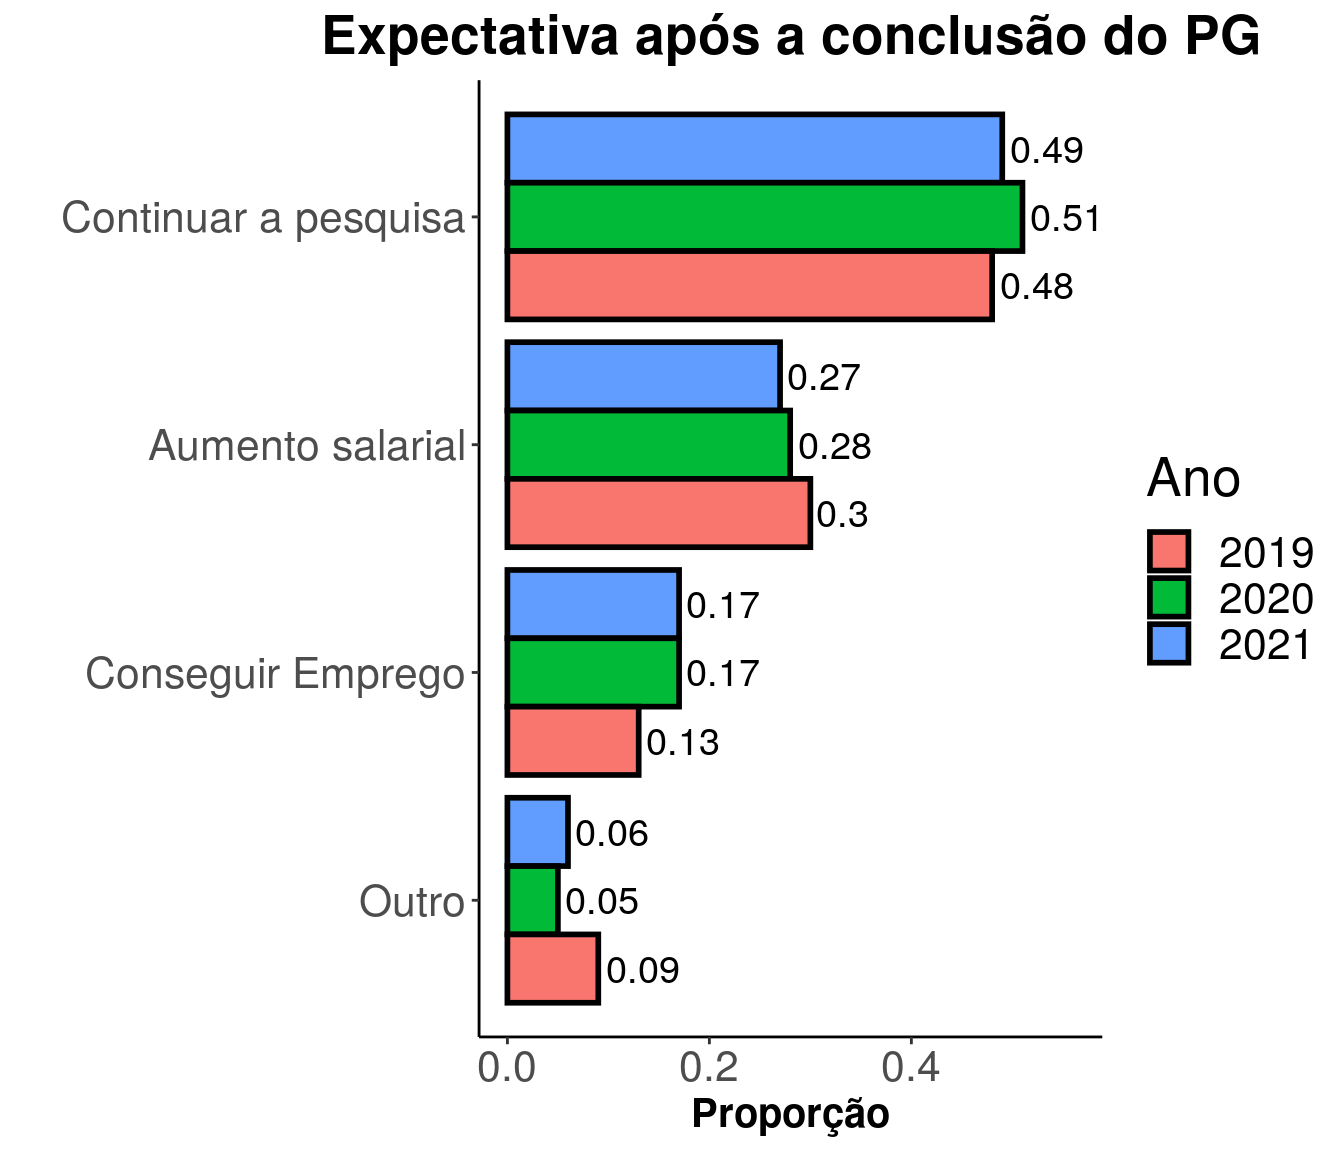 Expectativa após a conclusão do PG
Continuar a pesquisa
0.49
0.51
0.48
Aumento salarial
0.27
0.28
0.3
Conseguir Emprego
0.17
0.17
0.13
Outro
0.06
0.05
0.09
0.0 0.2 0.4
Proporção
Ano
2019
2020
2021